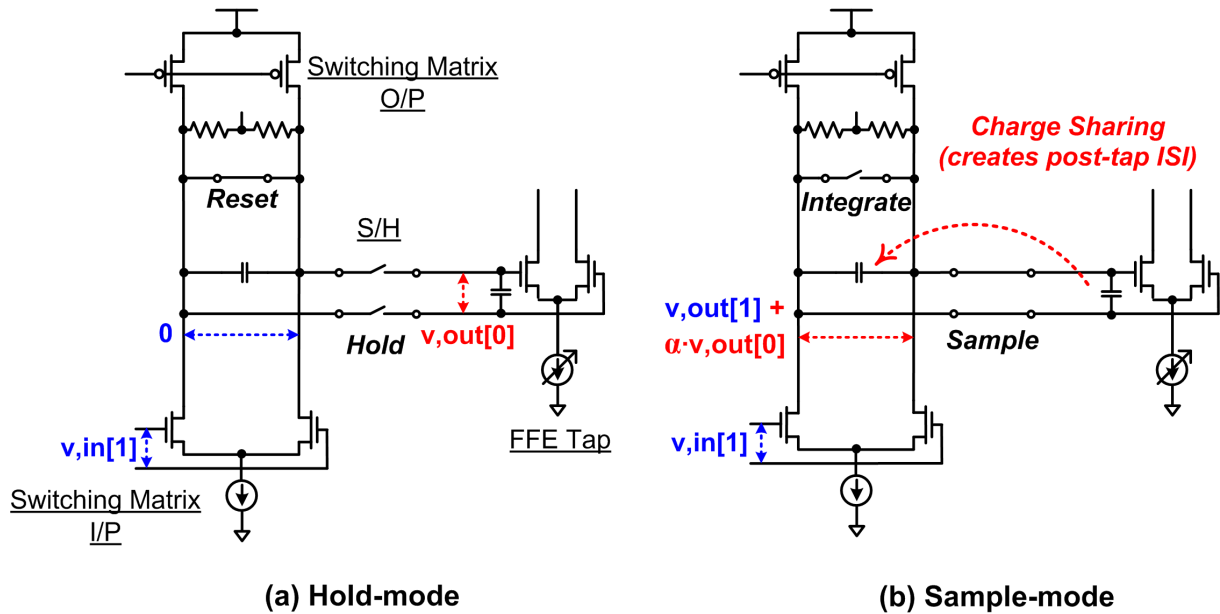 Switching Matrix
O/P
Reset
S/H
0
Hold
v,out[0]
v,in[1]
FFE Tap
Switching Matrix
I/P
(a) Hold-mode
Charge Sharing
(creates post-tap ISI)
Integrate
v,out[1] +
α·v,out[0]
Sample
v,in[1]
(b) Sample-mode